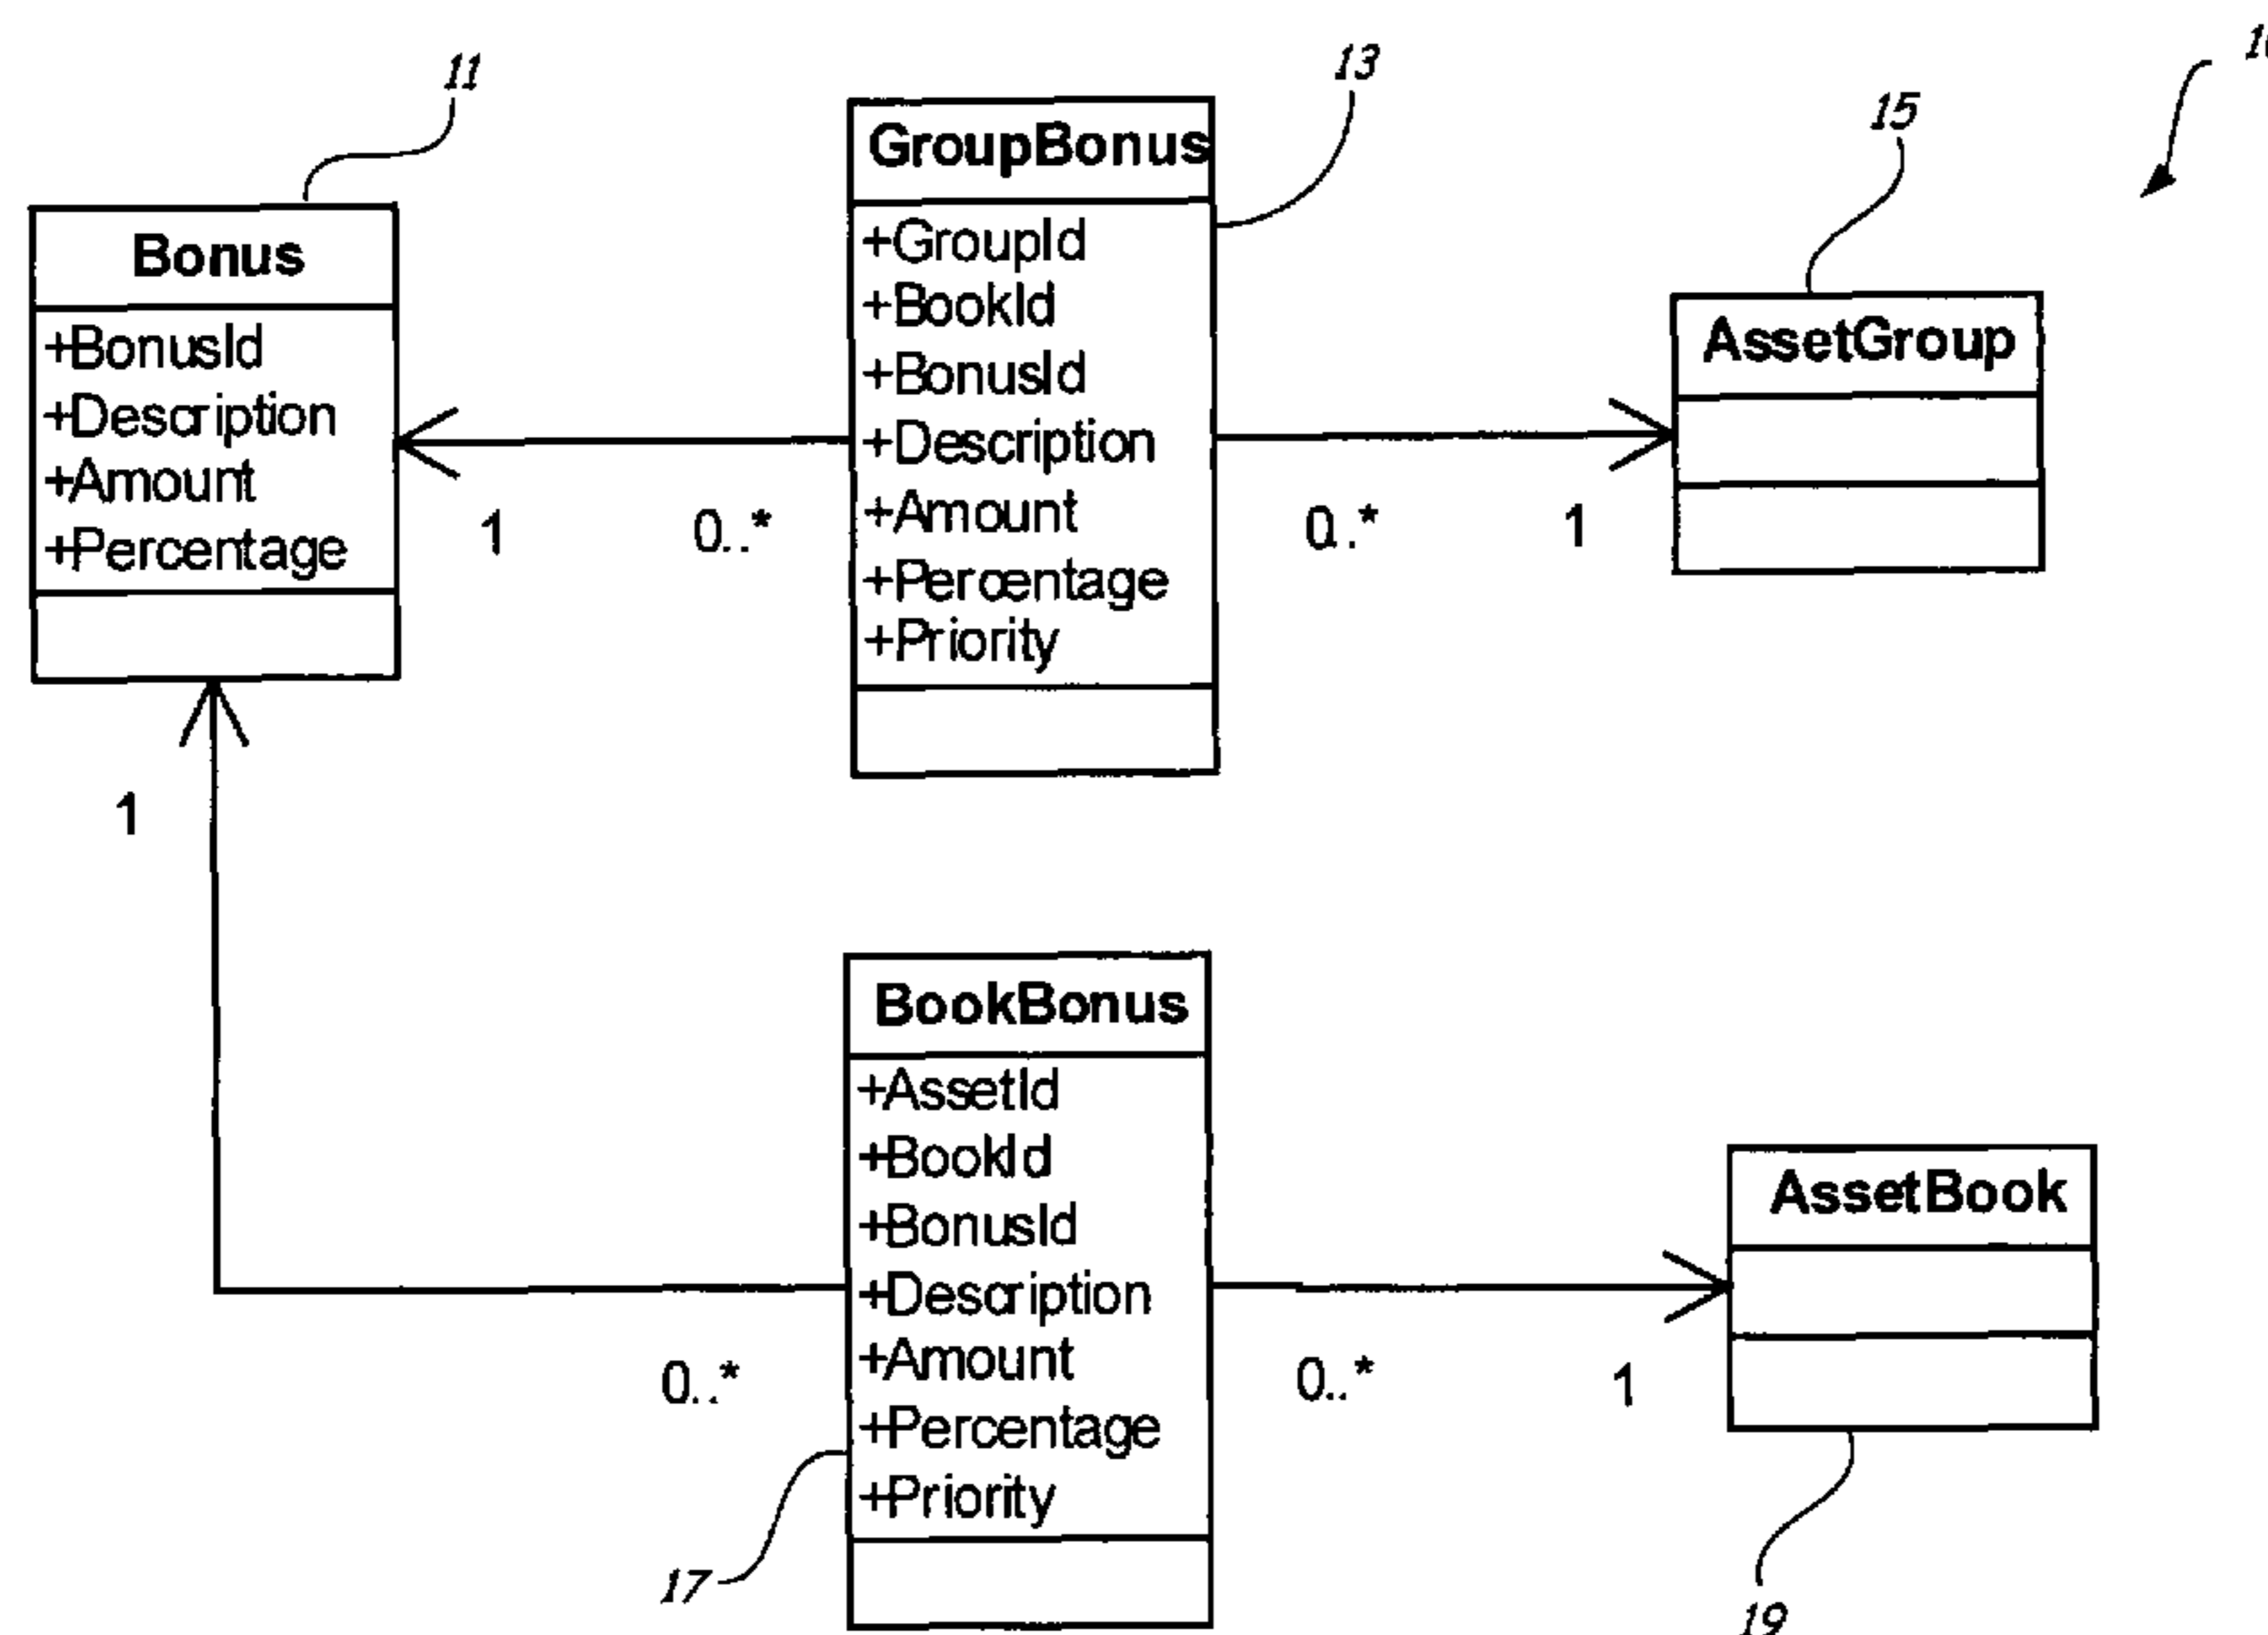 11
13
15
Bonus
+BonusId
+Description
+Amount
+Percentage
GroupBonus
+GroupId
+BookId
+BonusId
+Description
+Amount
+Percentage
+Priority
AssetGroup
1
0..*
0..*
1
1
BookBonus
+AssetId
+BookId
+BonusId
+Description
+Amount
+Percentage
+Priority
AssetBook
0..*
0..*
1
17
19